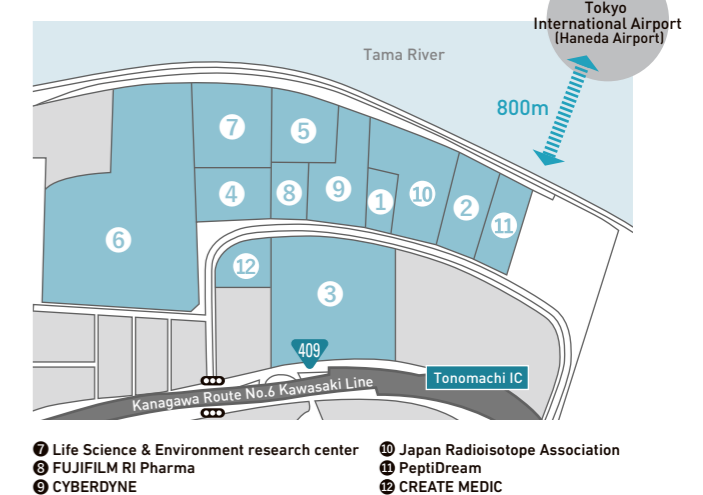 Tokyo
International Airport
(Haneda Airport)
Tama River
800m
7
5
4
8
9
1
10
2
11
6
12
3
409
Tonomachi IC
Kanagawa Route No.6 Kawasaki Line
7 Life Science & Environment research center
8 FUJIFILM RI Pharma
9 CYBERDYNE
10 Japan Radioisotope Association
11 PeptiDream
12 CREATE MEDIC